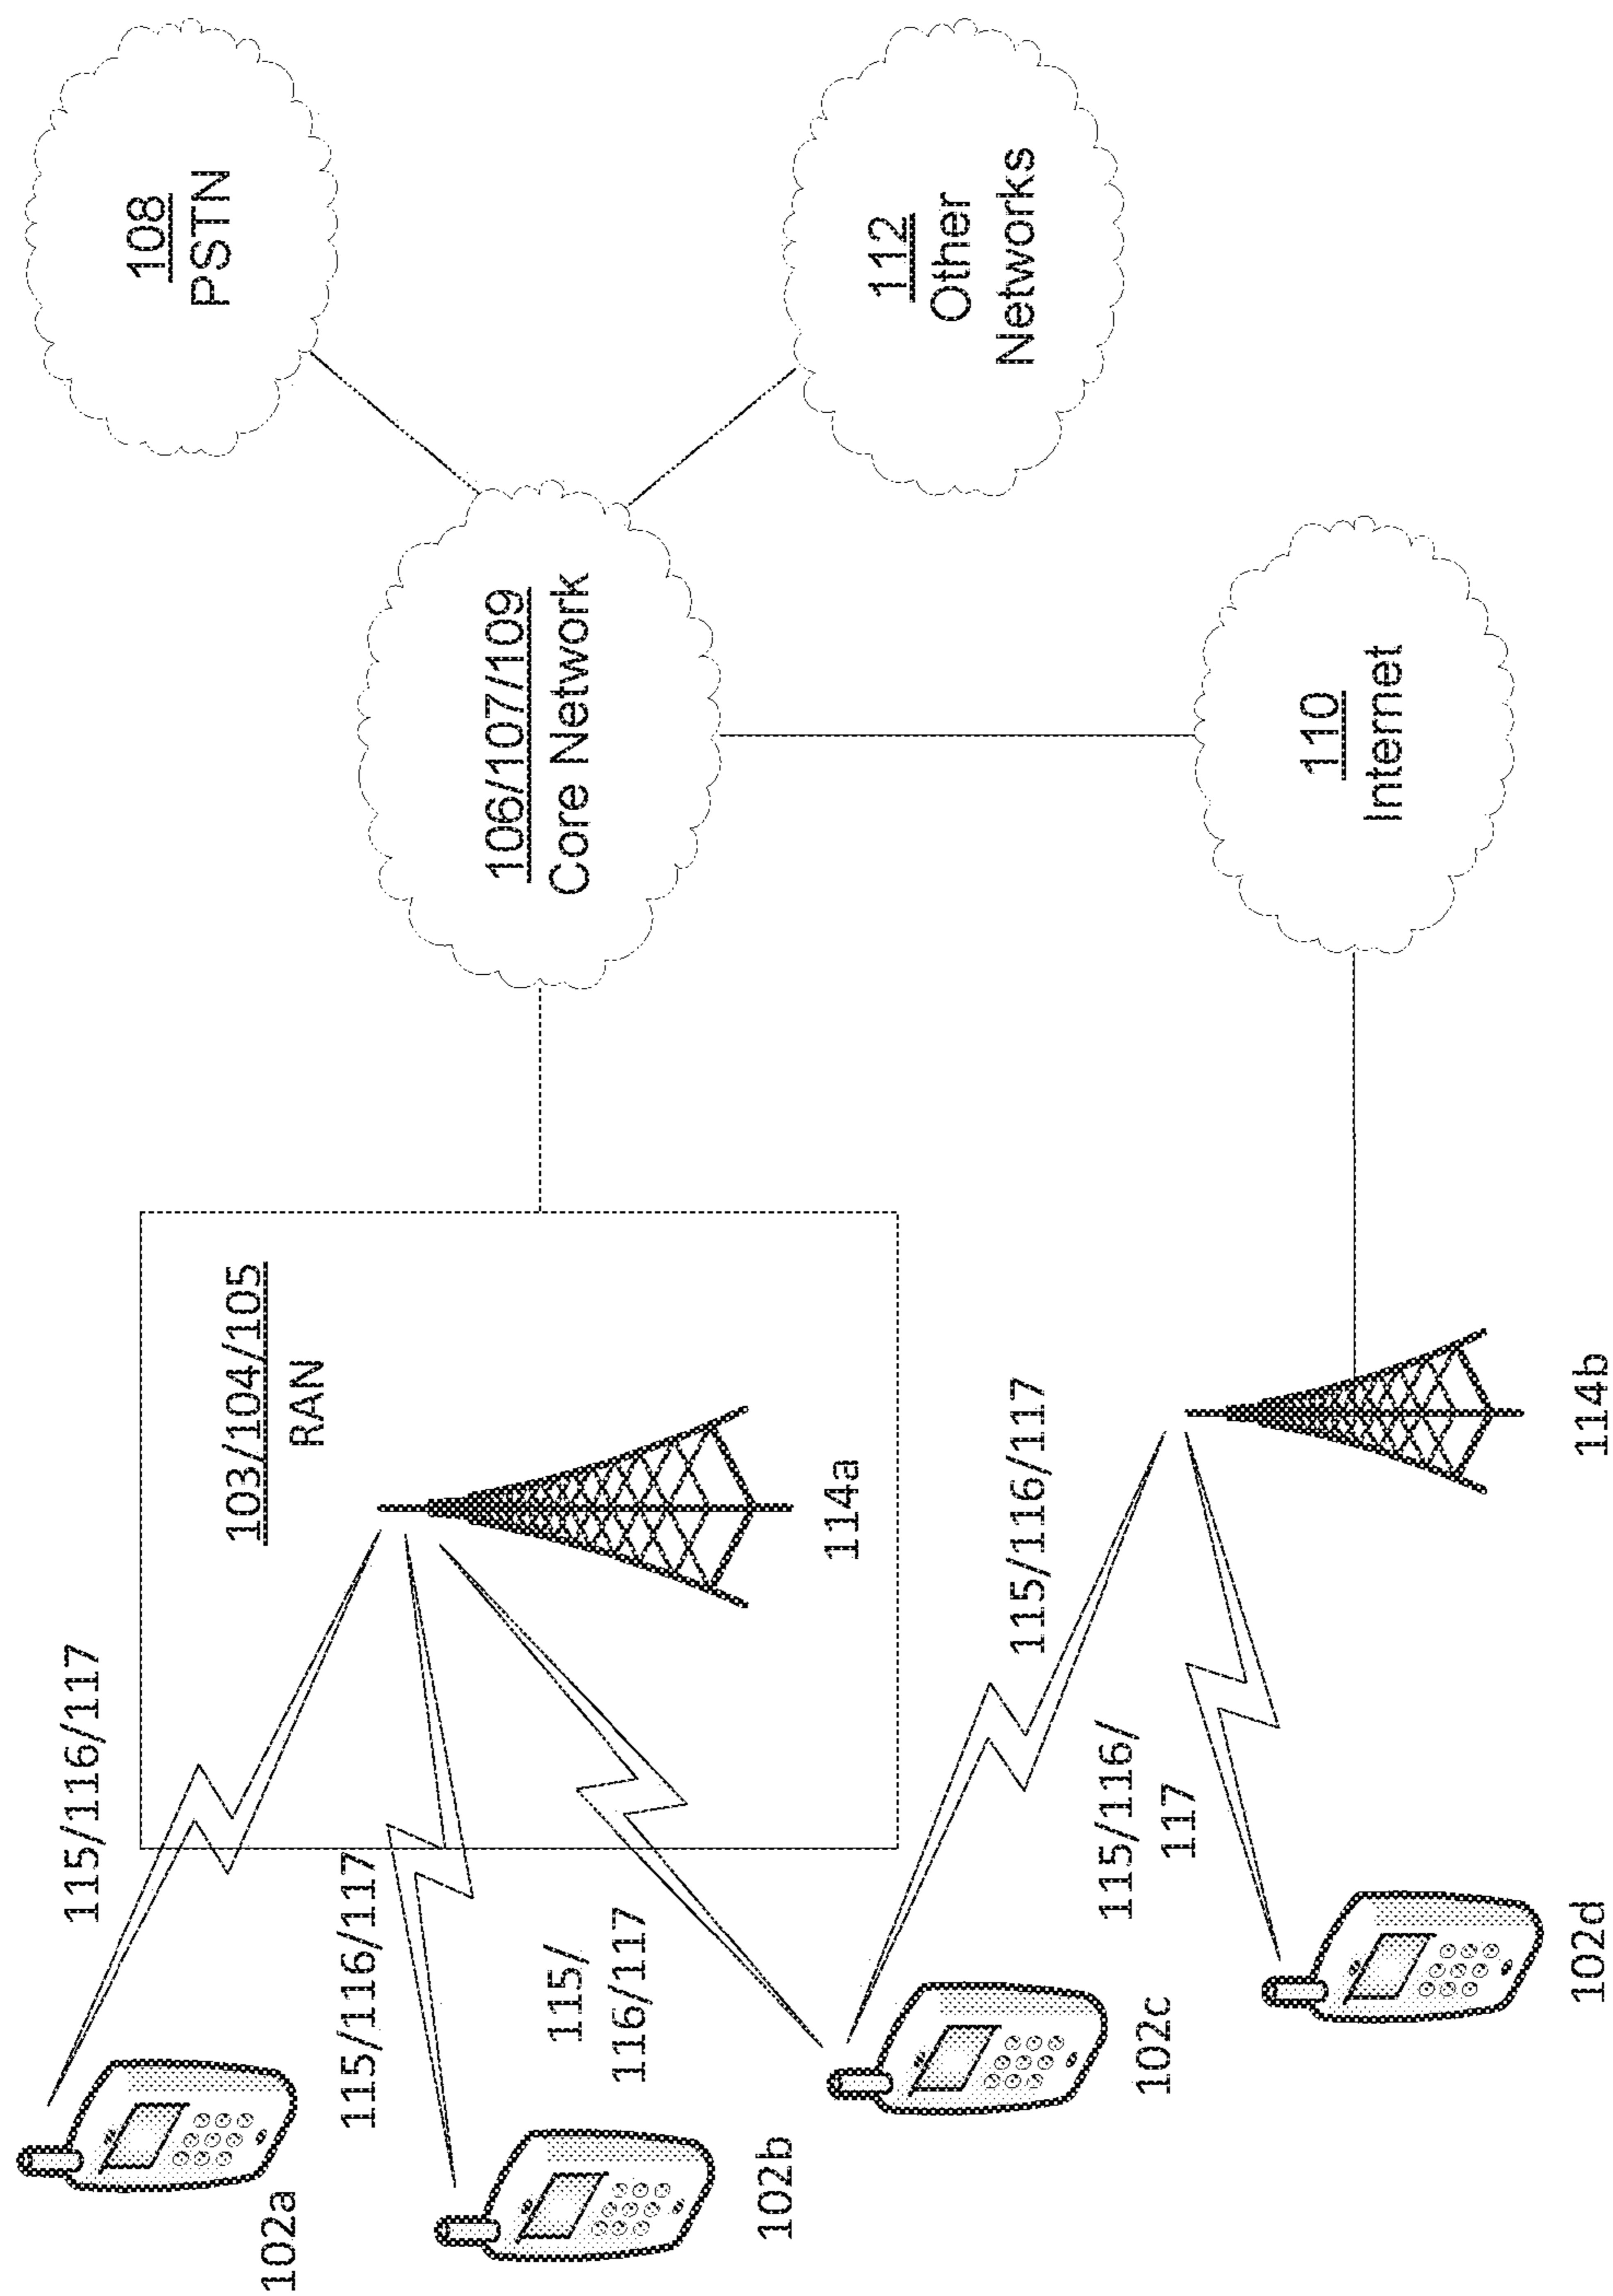 102a
115/116/117
103/104/105
RAN
102b
115/116/117
115/
116/117
114a
106/107/109
Core Network
108
PSTN
112
Other
Networks
102c
115/116/117
115/116/
117
102d
114b
110
Internet